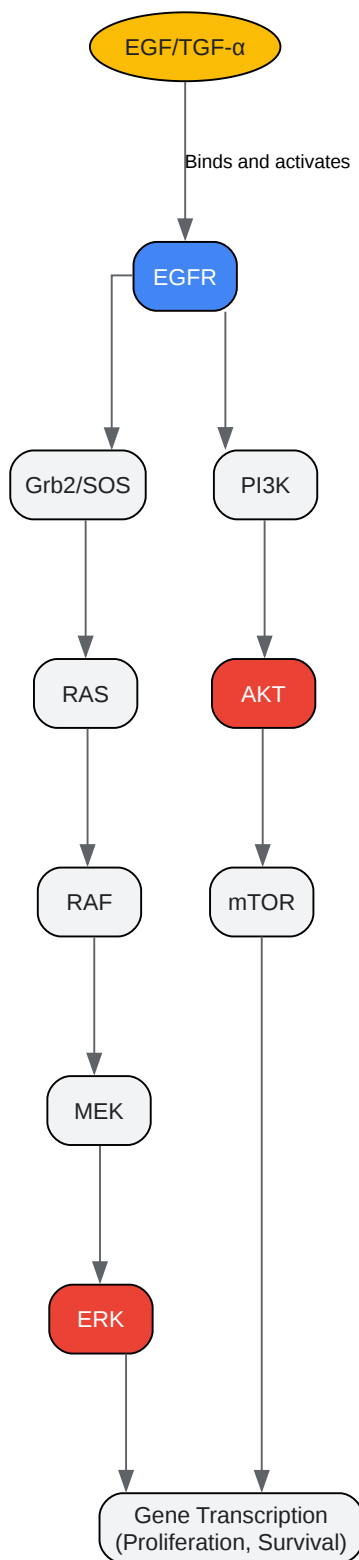 EGF/TGF-α
Binds and activates
EGFR
Grb2/SOS
PI3K
RAS
AKT
RAF
mTOR
MEK
ERK
Gene Transcription
(Proliferation, Survival)